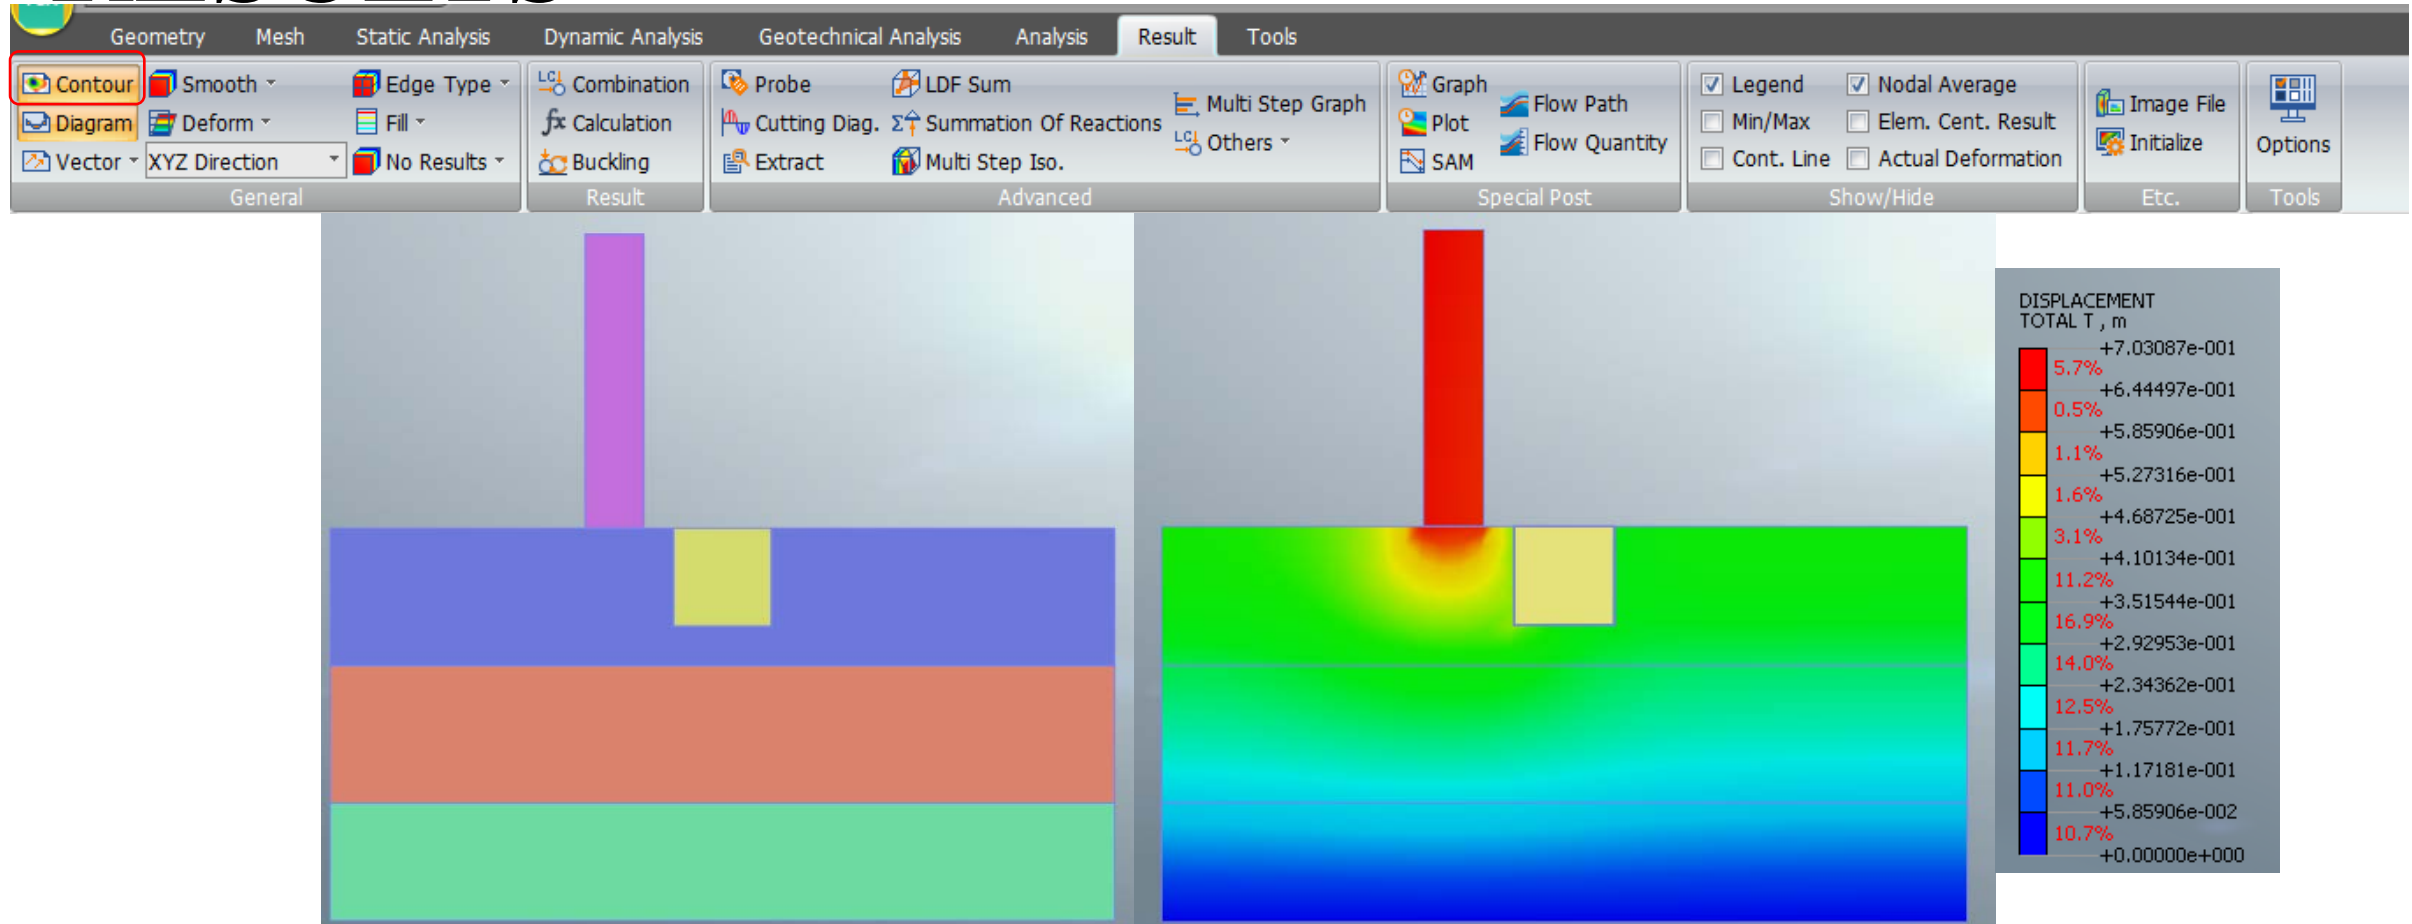 Geometry Mesh Static Analysis Dynamic Analysis Geotechnical Analysis Analysis Result Tools
Contour Smooth Edge Type
Diagram Deform Fill
Vector XYZ Direction No Results
General
Combination
Calculation
Buckling
Result
Probe LDF Sum
Cutting Diag. Summation Of Reactions
Extract Multi Step Iso.
Multi Step Graph
Others
Advanced
Graph
Plot
SAM
Flow Path
Flow Quantity
Special Post
Legend Nodal Average
Min/Max Elem. Cent. Result
Cont. Line Actual Deformation
Show/Hide
Image File
Initialize
Etc.
Options
Tools
DISPLACEMENT
TOTAL T , m
+7.03087e-001
5.7%
+6.44497e-001
0.5%
+5.85906e-001
1.1%
+5.27316e-001
1.6%
+4.68725e-001
3.1%
+4.10134e-001
11.2%
+3.51544e-001
16.9%
+2.92953e-001
14.0%
+2.34362e-001
12.5%
+1.75772e-001
11.7%
+1.17181e-001
11.0%
+5.85906e-002
10.7%
+0.00000e+000